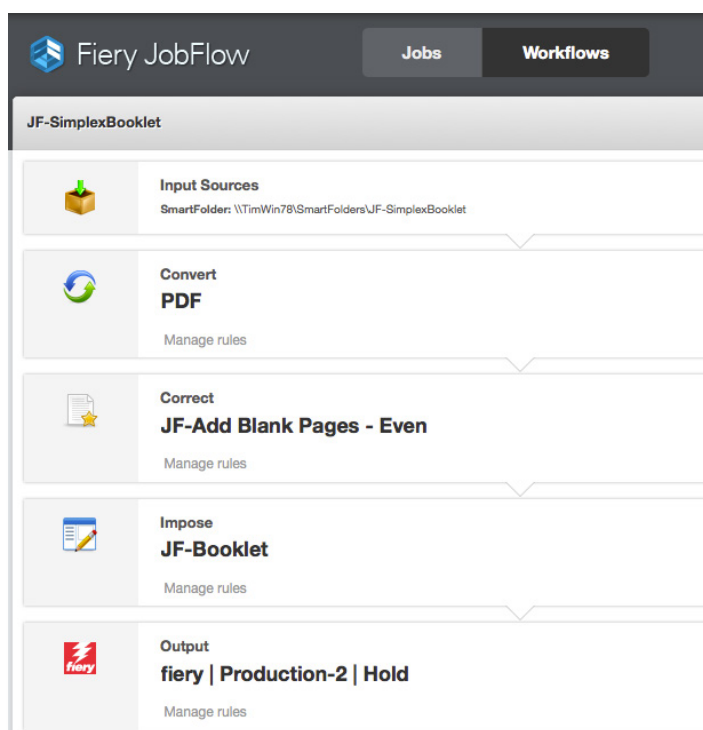 Fiery JobFlow
Jobs
Workflows
JF-SimplexBooklet
Input Sources
SmartFolder: \\TimWin78\SmartFolders\JF-SimplexBooklet
Convert
PDF
Manage rules
Correct
JF-Add Blank Pages - Even
Manage rules
Impose
JF-Booklet
Manage rules
fiery
Output
fiery | Production-2 | Hold
Manage rules